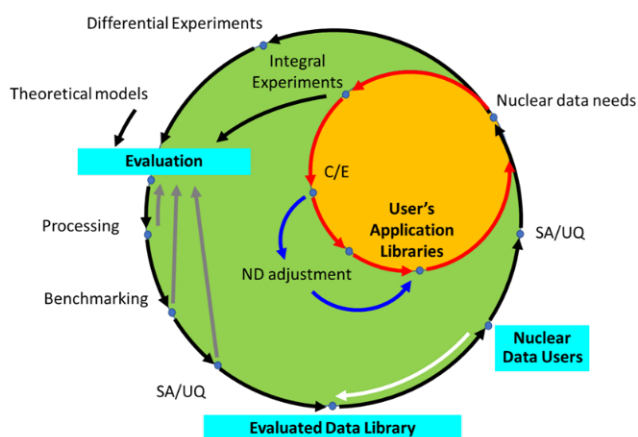 Differential Experiments
Integral
Experiments
Theoretical models
Nuclear data needs
Evaluation
C/E
User’s
Application
Libraries
Processing
SA/UQ
ND adjustment
Benchmarking
Nuclear
Data Users
SA/UQ
Evaluated Data Library